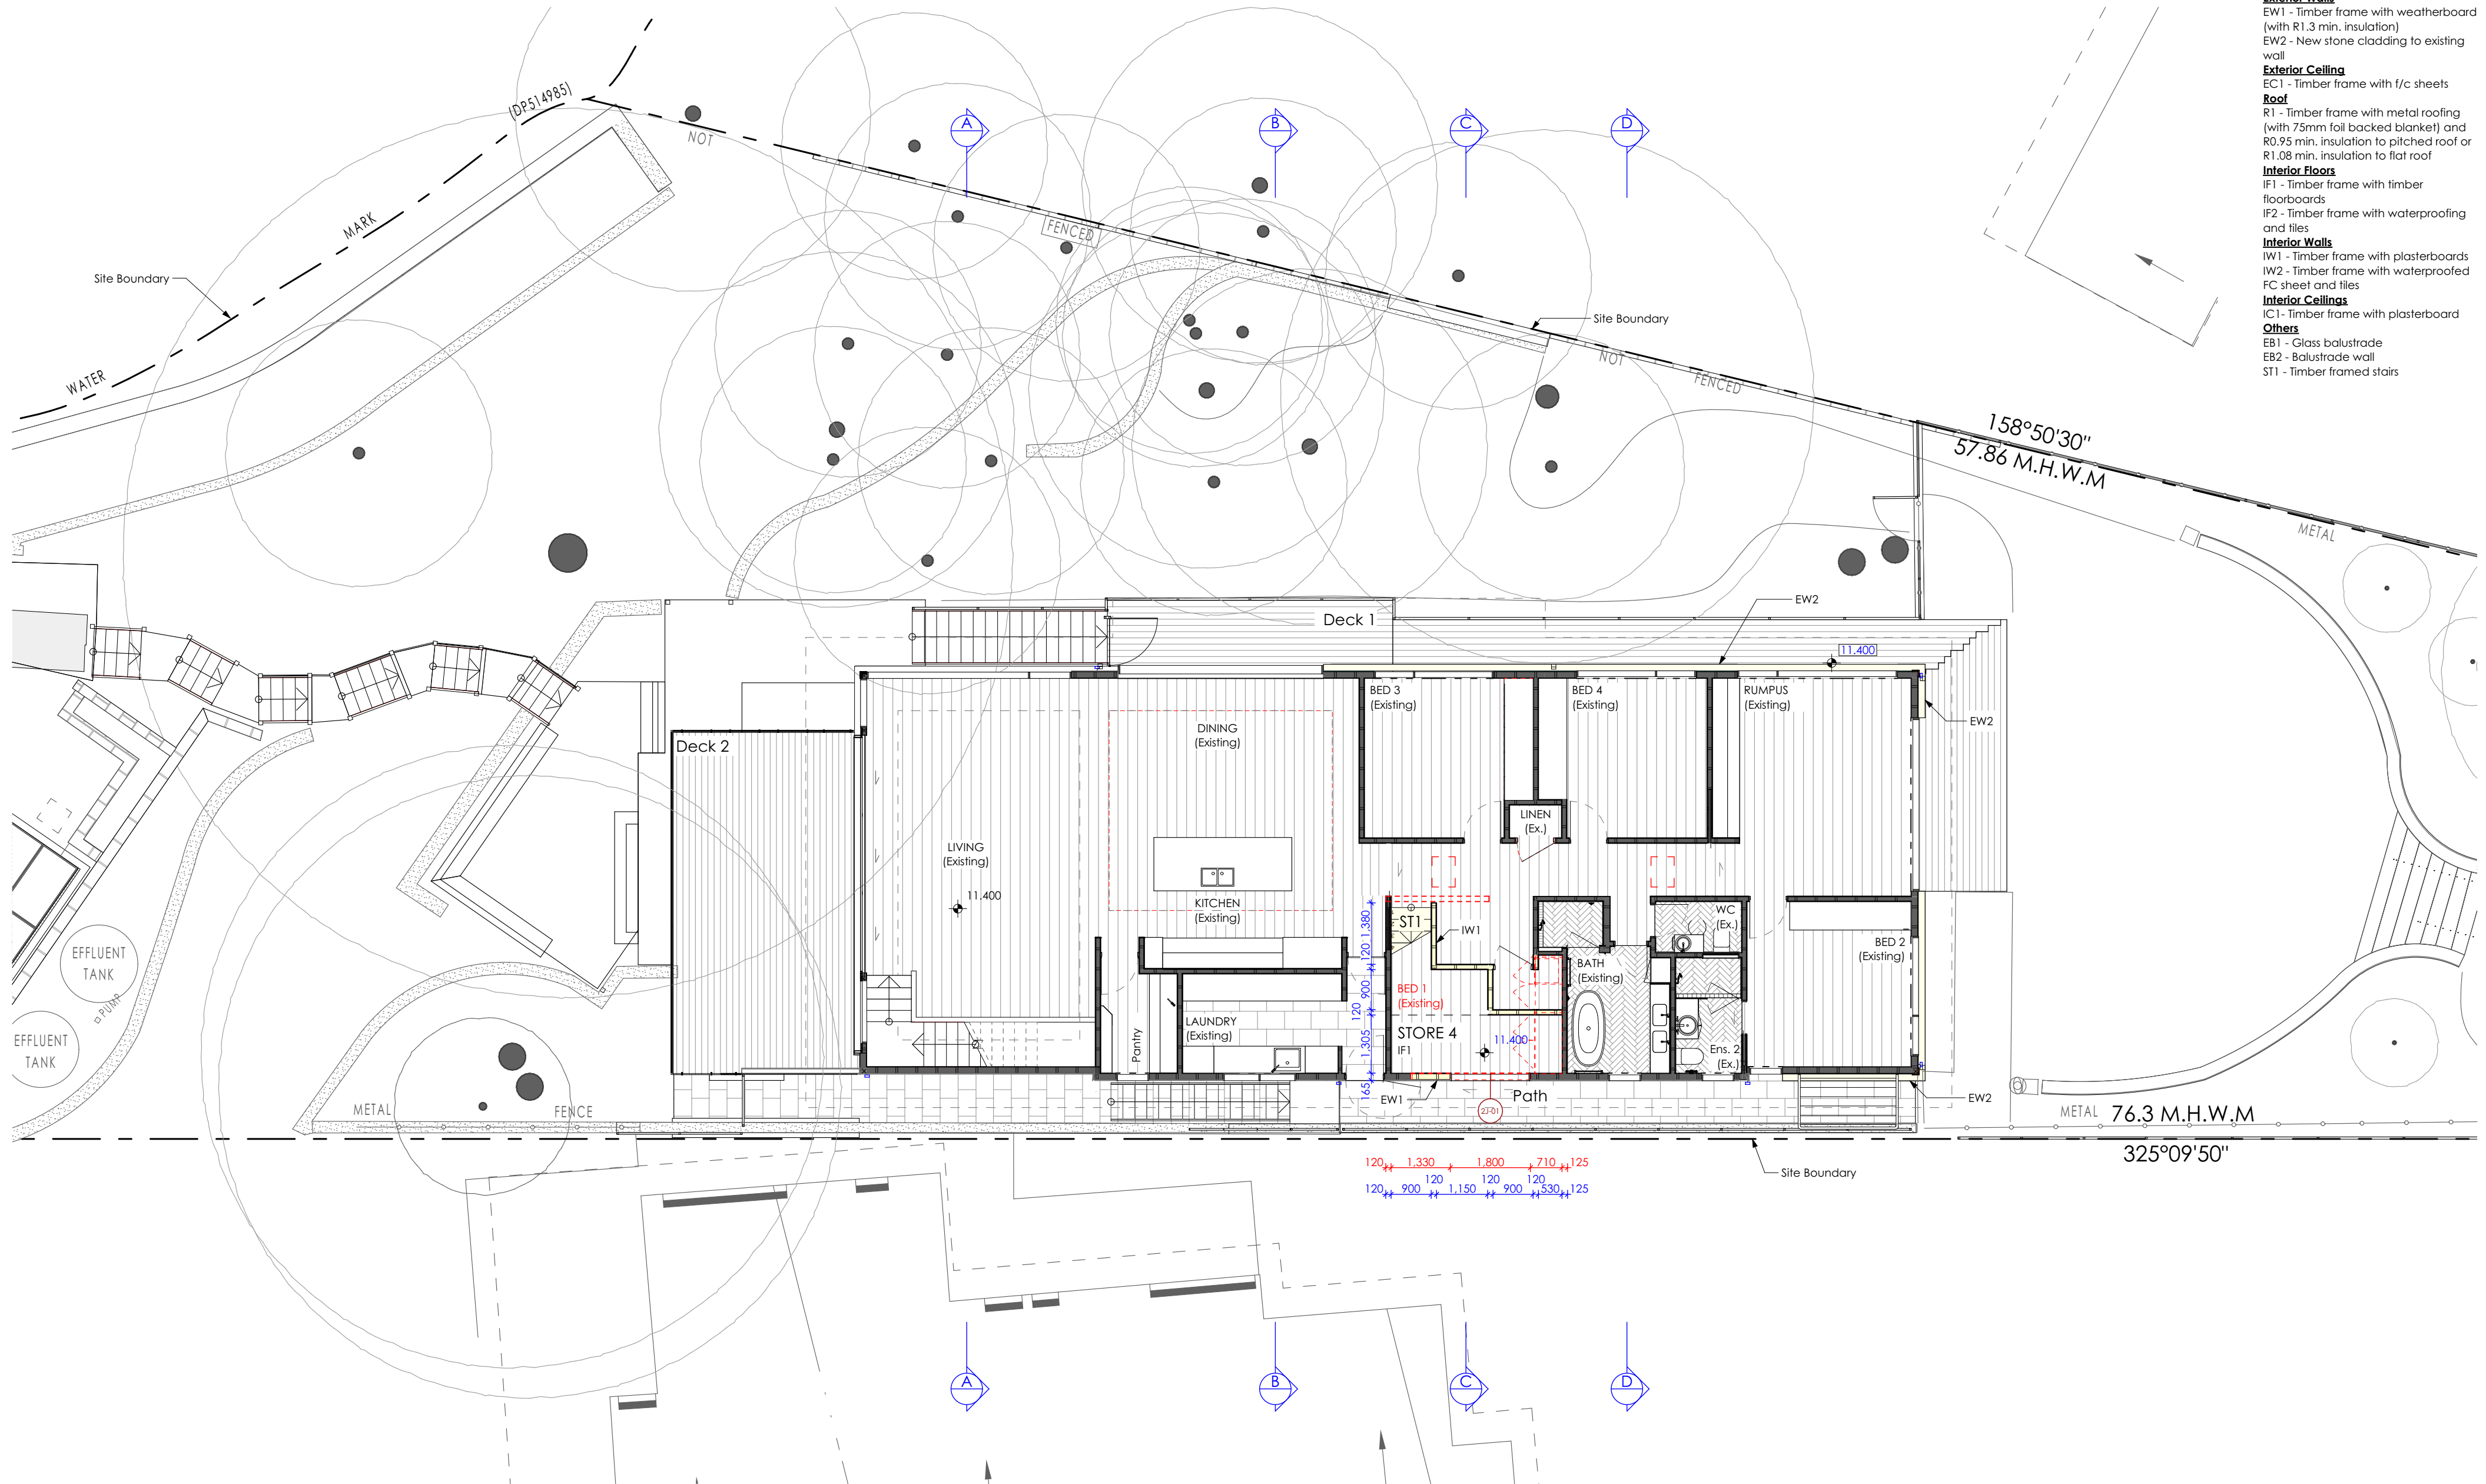 Exterior Walls
EW1 - Timber frame with weatherboard
(with R1.3 min. insulation)
EW2 - New stone cladding to existing
wall
Exterior Ceiling
EC1 - Timber frame with f/c sheets
Roof
R1 - Timber frame with metal roofing
(with 75mm foil backed blanket) and
R0.95 min. insulation to pitched roof or
R1.08 min. insulation to flat roof
Interior Floors
IF1 - Timber frame with timber
floorboards
IF2 - Timber frame with waterproofing
and tiles
Interior Walls
IW1 - Timber frame with plasterboards
IW2 - Timber frame with waterproofed
FC sheet and tiles
Interior Ceilings
IC1- Timber frame with plasterboard
Others
EB1 - Glass balustrade
EB2 - Balustrade wall
ST1 - Timber framed stairs
(DP514985)
NOT
A
B
C
D
MARK
FENCED
Site Boundary
Site Boundary
WATER
NOT
FENCED
158°50'30"
57.86 M.H.W.M
METAL
EW2
Deck 1
11.400
BED 3
(Existing)
BED 4
(Existing)
RUMPUS
(Existing)
EW2
DINNING
(Existing)
Deck 2
LINEN
(Ex.)
LIVING
(Existing)
11.400
KITCHEN
(Existing)
ST1
IW1
WC
(Ex.)
BED 2
(Existing)
EFFLUENT
TANK
PUMP
BATH
(Existing)
BED 1
(Existing)
1,380
120
900
120
1,305
165
LAUNDRY
(Existing)
Pantry
STORE 4
IF1
11.400
Ens. 2
(Ex.)
EFFLUENT
TANK
EW1
Path
2J-01
EW2
METAL
FENCE
METAL
76.3 M.H.W.M
325°09'50"
Site Boundary
120 1,330 1,800 710 125
120 120 120
120 900 1,150 900 530 125
A
B
C
D